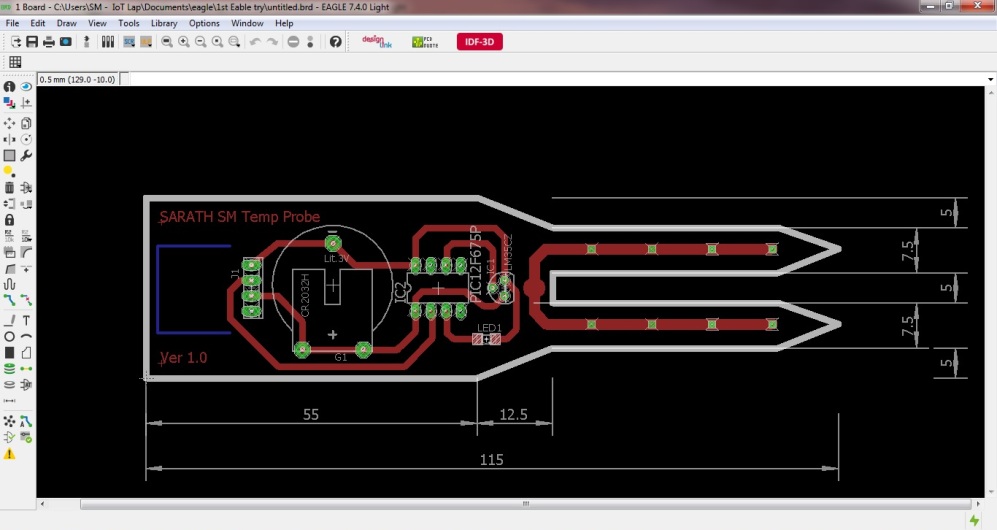 1 Board - C:\Users\SM - IoT Lap\Documents\eagle\1st Eable try\untitled.brd - EAGLE 7.4.0 Light
File Edit Draw View Tools Library Options Window Help
design link
PCB
IDF-3D
0.5 mm (129.0 -10.0)
SARATH SM Temp Probe
5
7.5
5
7.5
5
Lit.3V
J1
CR2032H
IC2
PIC12F675P
IC1
LM35CZ
LED1
G1
Ver 1.0
55
12.5
115